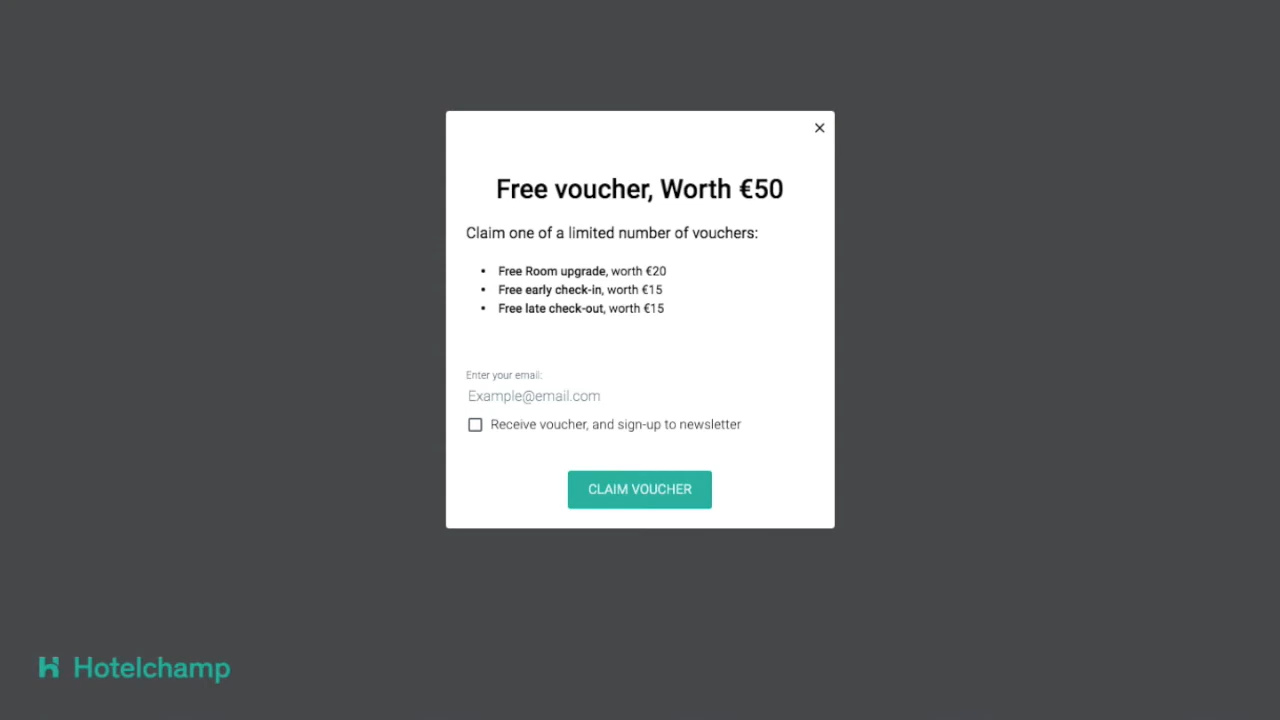 Free voucher, Worth €50
Claim one of a limited number of vouchers:
• Free Room upgrade, worth €20
• Free early check-in, worth €15
• Free late check-out, worth €15
Enter your email:
Example@email.com
Receive voucher, and sign-up to newsletter
CLAIM VOUCHER
Hotelchamp